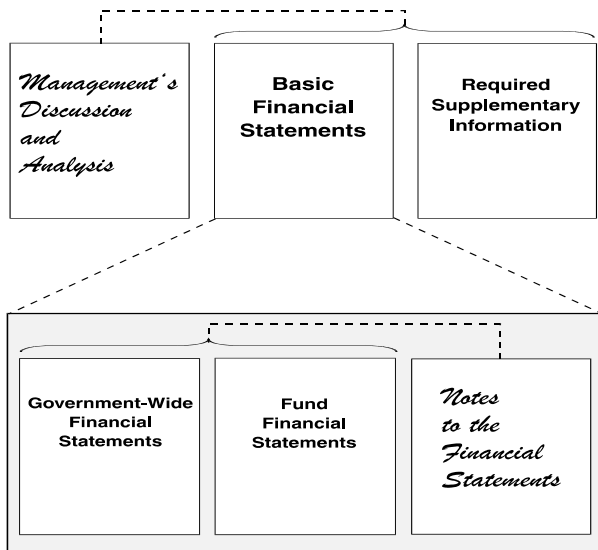 Management's
Discussion
and
Analysis
Basic
Financial
Statements
Required
Supplementary
Information
Government-Wide
Financial
Statements
Fund
Financial
Statements
Notes
to the
Financial
Statements